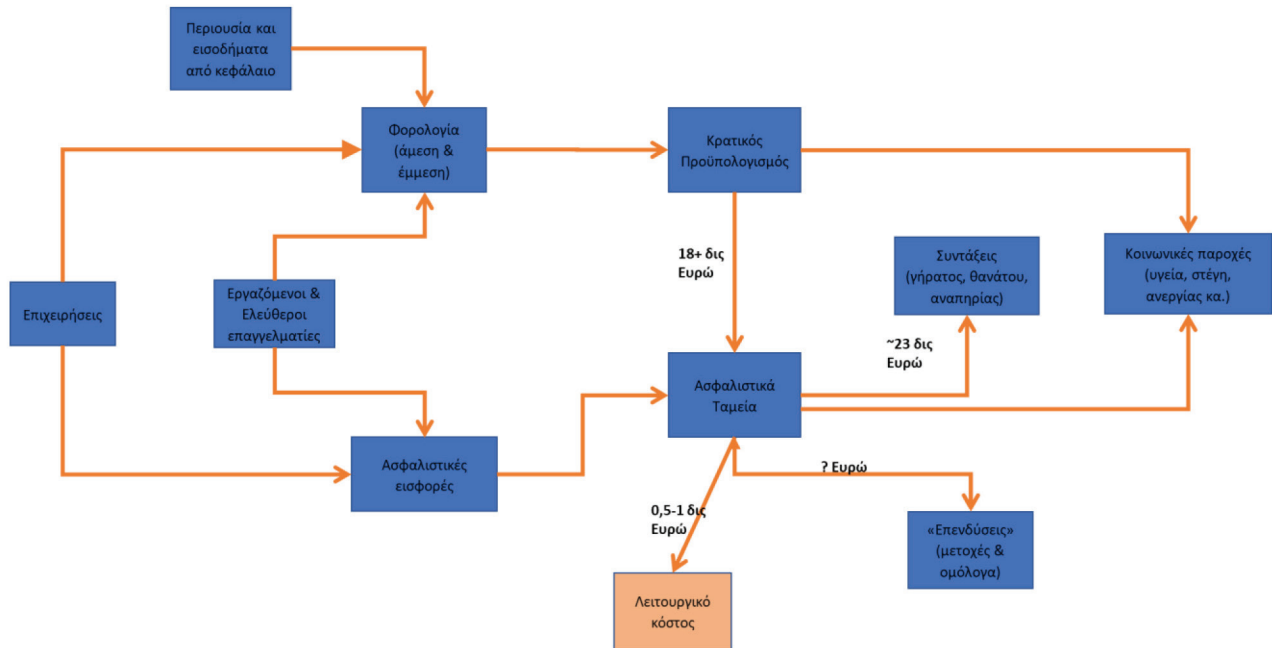 Περιουσία και
εισοδήματα
από κεφάλαιο
Φορολογία
(άμεση &
έμμεση)
Κρατικός
Προϋπολογισμός
18+ δις
Ευρώ
Συντάξεις
(γήρατος, θανάτου,
αναπηρίας)
Κοινωνικές παροχές
(υγεία, στέγη,
ανεργίας κα.)
Επιχειρήσεις
Εργαζόμενοι &
Ελεύθεροι
επαγγελματίες
~23 δις
Ευρώ
Ασφαλιστικά
Ταμεία
Ασφαλιστικές
εισφορές
? Ευρώ
0,5-1 δις
Ευρώ
«Επενδύσεις»
(μετοχές &
ομόλογα)
Λειτουργικό
κόστος